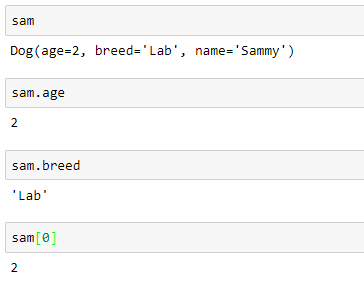 sam
Dog(age=2, breed='Lab', name='Sammy')
sam.age
2
sam.breed
'Lab'
sam[0]
2